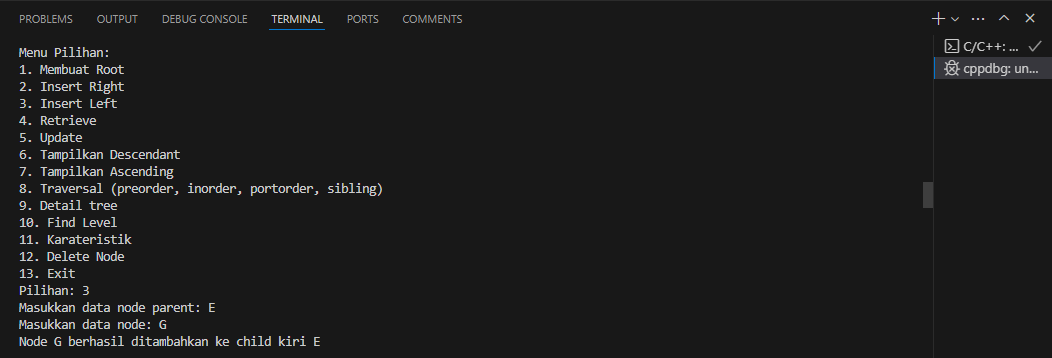 PROBLEMS OUTPUT DEBUG CONSOLE TERMINAL PORTS COMMENTS
Menu Pilihan:
1. Membuat Root
2. Insert Right
3. Insert Left
4. Retrieve
5. Update
6. Tampilkan Descendant
7. Tampilkan Ascending
8. Traversal (preorder, inorder, portorder, sibling)
9. Detail tree
10. Find Level
11. Karateristik
12. Delete Node
13. Exit
Pilihan: 3
Masukkan data node parent: E
Masukkan data node: G
Node G berhasil ditambahkan ke child kiri E
C/C++: ...
cppdbg: un...